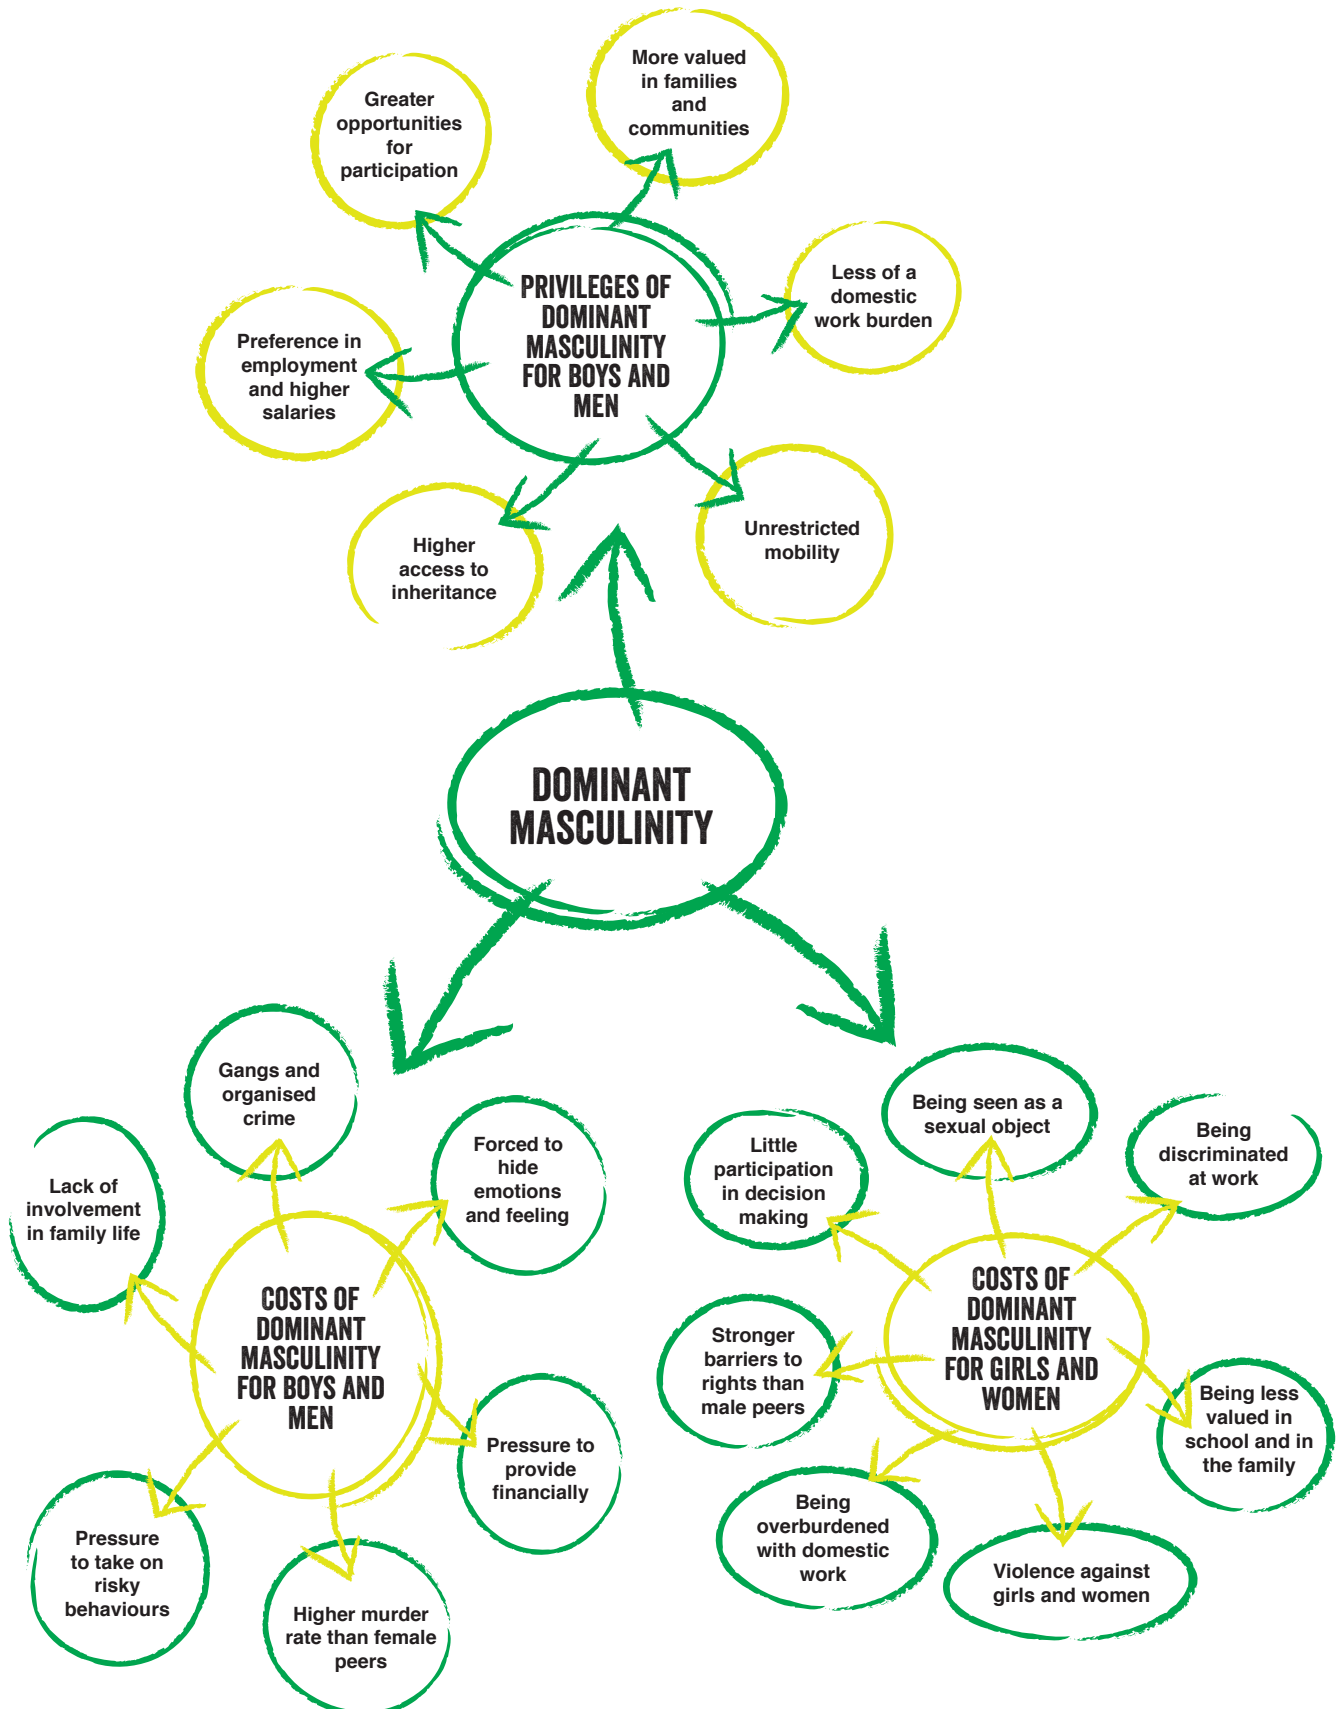 More valued
in families
and
communities
Greater
opportunities
for
participation
Less of a
domestic
work burden
PRIVILEGES OF
DOMINANT
MASCULINITY
FOR BOYS AND
MEN
Preference in
employment
and higher
salaries
Unrestricted
mobility
Higher
access to
inheritance
DOMINANT
MASCULINITY
Gangs and
organised
crime
Forced to
hide
emotions
and feeling
Lack of
involvement
in family life
COSTS OF
DOMINANT
MASCULINITY
FOR BOYS AND
MEN
Pressure to
provide
financially
Pressure
to take on
risky
behaviours
Higher murder
rate than female
peers
Being seen as a
sexual object
Being
discriminated
at work
Little
participation
in decision
making
COSTS OF
DOMINANT
MASCULINITY
FOR GIRLS AND
WOMEN
Stronger
barriers to
rights than
male peers
Being less
valued in
school and in
the family
Being
overburdened
with domestic
work
Violence against
girls and women